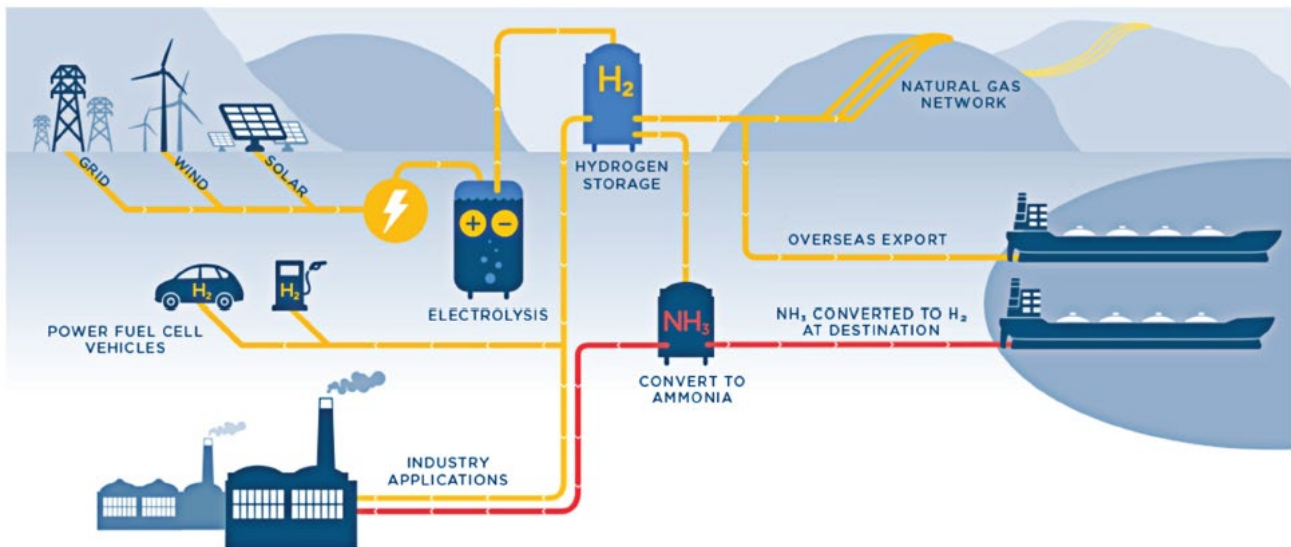 GRID
WIND
SOLAR
H₂
HYDROGEN
STORAGE
NATURAL GAS
NETWORK
+ −
ELECTROLYSIS
OVERSEAS EXPORT
H₂
H₂
POWER FUEL CELL
VEHICLES
NH₃
CONVERT TO
AMMONIA
NH₃ CONVERTED TO H₂
AT DESTINATION
INDUSTRY
APPLICATIONS